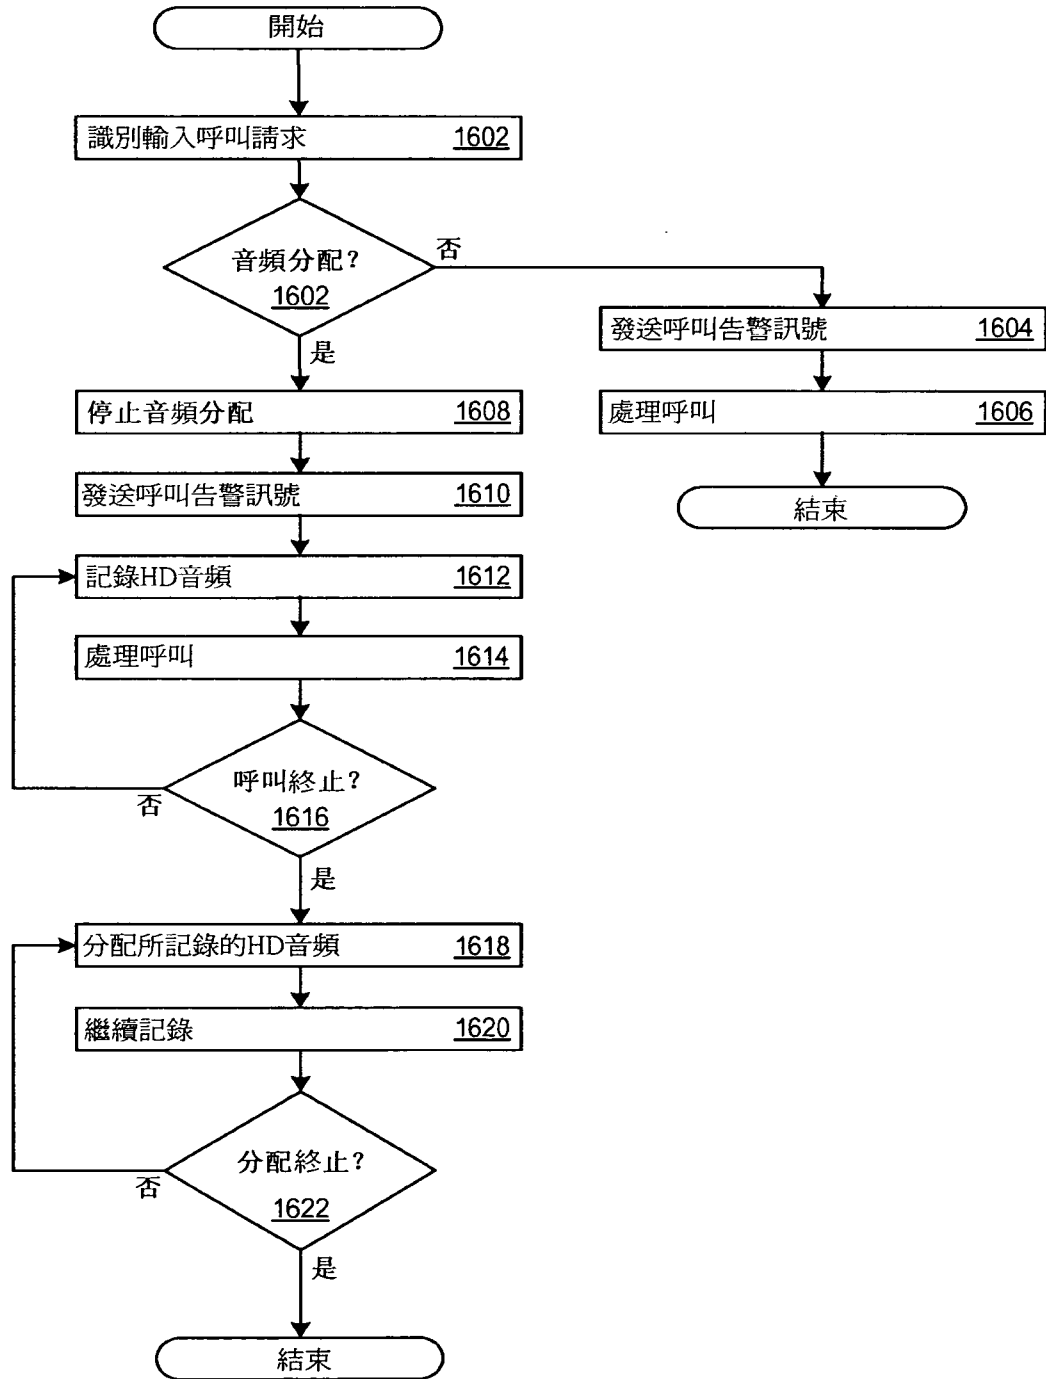 開始
識別輸入呼叫請求 1602
音頻分配?
1602
否
是
發送呼叫告警訊號 1604
處理呼叫 1606
結束
停止音頻分配 1608
發送呼叫告警訊號 1610
記錄HD音頻 1612
處理呼叫 1614
呼叫終止?
1616
否
是
分配所記錄的HD音頻 1618
繼續記錄 1620
分配終止?
1622
否
是
結束